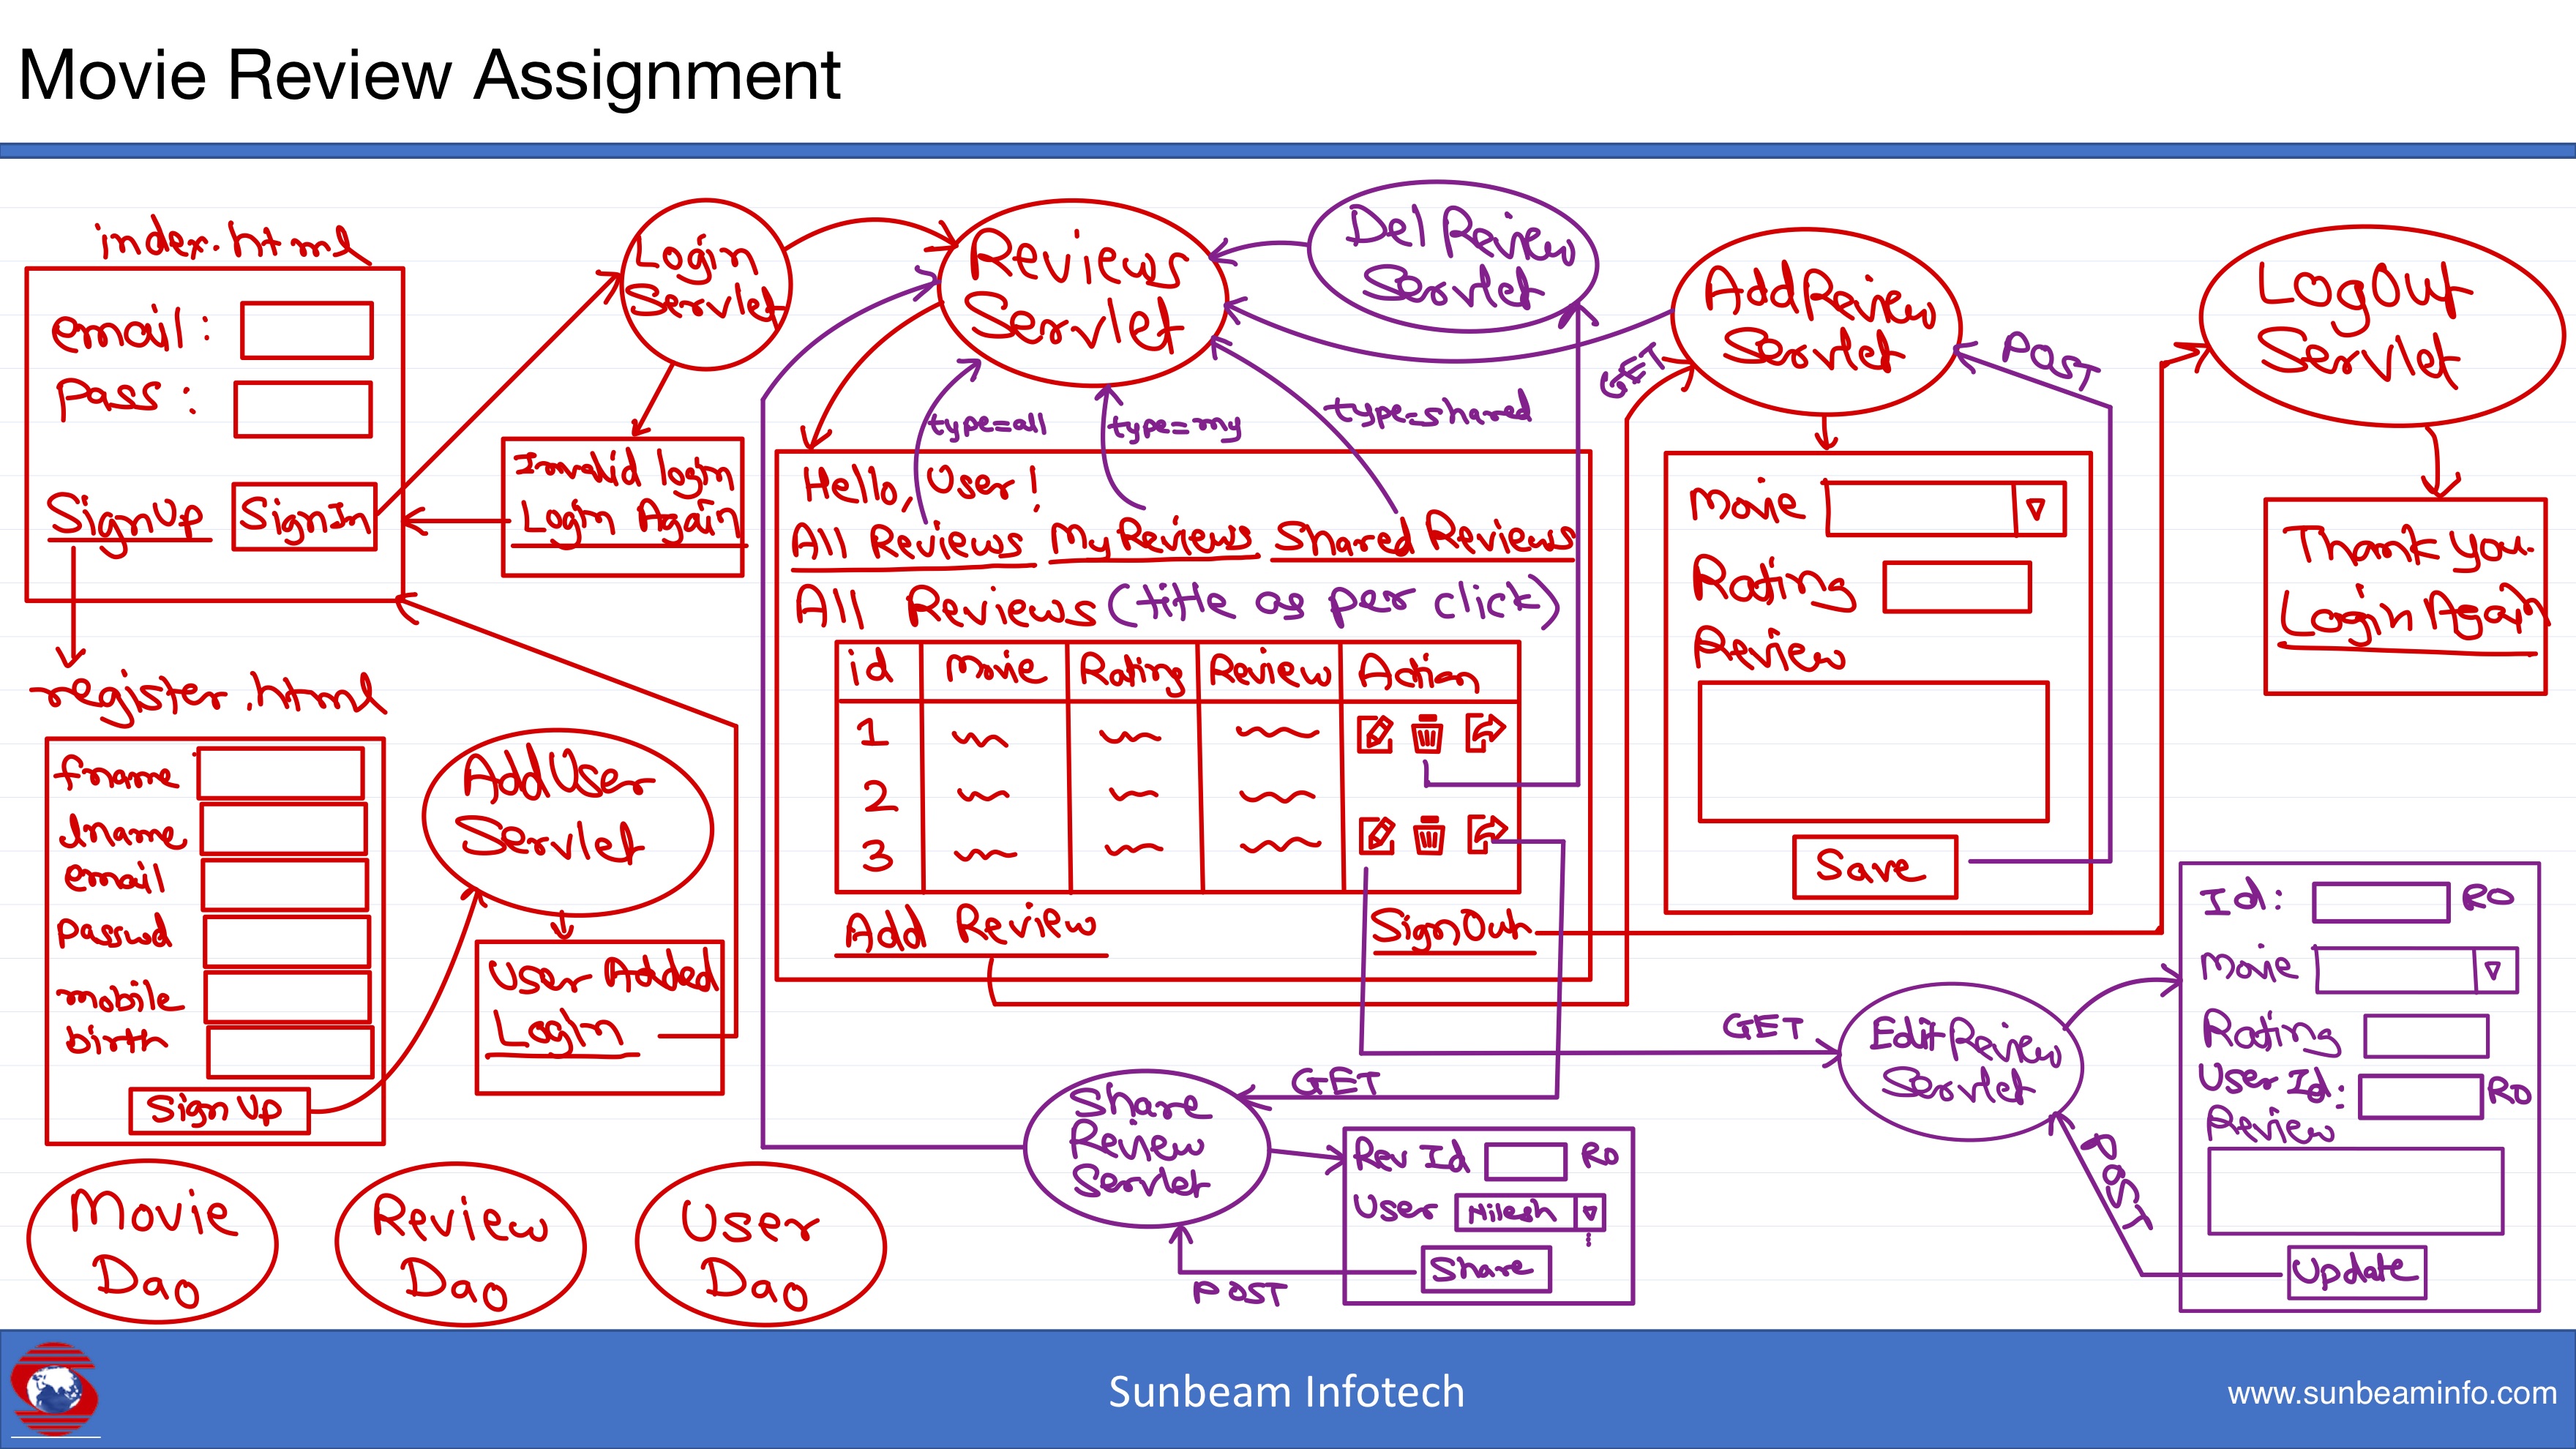 Movie Review Assignment
index.html
email:
Pass:
SignUp SignIn
register.html
fname
lname
email
Passwd
mobile
birth
Sign Up
Login
Servlet
Invalid login
Login Again
AddUser
Servlet
User Added
Login
Reviews
Servlet
Del Review
Servlet
type=all
type=my
type=shared
Hello, User!
All Reviews My Reviews Shared Reviews
All Reviews (title as per click)
id Movie Rating Review Action
1
2
3
Add Review SignOut
GET
AddReview
Servlet
POST
Movie
Rating
Review
Save
LogOut
Servlet
Thank you.
Login Again
GET
Share
Review
Servlet
Rev Id RO
User Nilesh
Share
POST
GET
Edit Review
Servlet
POST
Id: RO
Movie
Rating
User Id: RO
Review
Update
Movie
Dao
Review
Dao
User
Dao
Sunbeam Infotech
www.sunbeaminfo.com